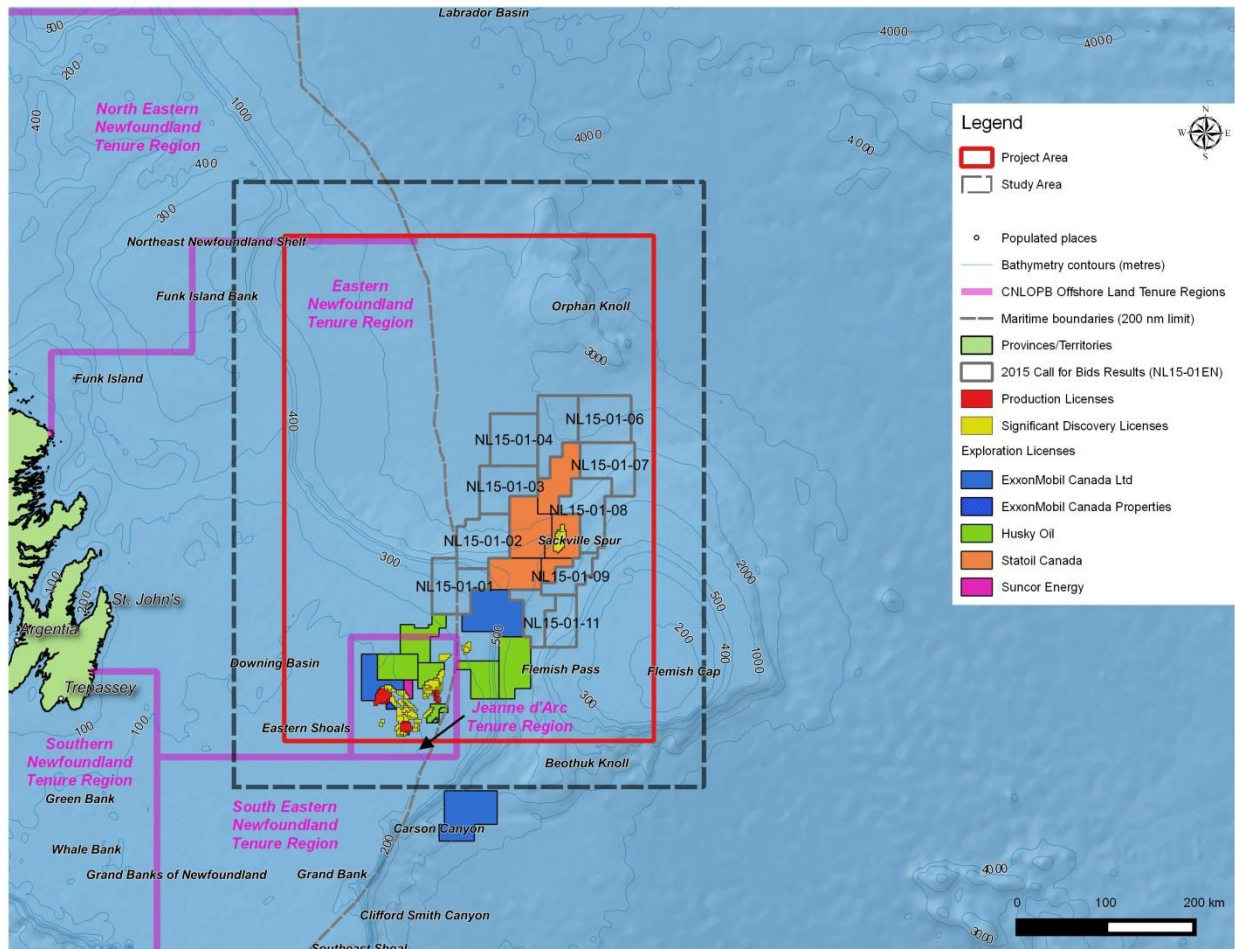 Labrador Basin
500
200
400
1000
4000
4000
North Eastern
Newfoundland
Tenure Region
400
300
4000
4000
Legend
N
W
E
S
Project Area
Study Area
Populated places
Bathymetry contours (metres)
CNLOPB Offshore Land Tenure Regions
Maritime boundaries (200 nm limit)
Provinces/Territories
2015 Call for Bids Results (NL15-01EN)
Production Licenses
Significant Discovery Licenses
Exploration Licenses
ExxonMobil Canada Ltd
ExxonMobil Canada Properties
Husky Oil
Statoil Canada
Suncor Energy
Northeast Newfoundland Shelf
Funk Island Bank
Eastern
Newfoundland
Tenure Region
Orphan Knoll
3000
Funk Island
400
NL15-01-04
NL15-01-06
NL15-01-03
NL15-01-07
NL15-01-08
NL15-01-02
Sackville Spur
300
NL15-01-01
NL15-01-09
NL15-01-11
2000
500
200
400
1000
100
200
St. John's
Argentia
Trepassey
100
100
Downing Basin
500
Flemish Pass
300
Flemish Cap
Eastern Shoals
Jeanne d'Arc
Tenure Region
Beothuk Knoll
Southern
Newfoundland
Tenure Region
Green Bank
South Eastern
Newfoundland
Tenure Region
200
Carson Canyon
Whale Bank
Grand Banks of Newfoundland
Grand Bank
Clifford Smith Canyon
Southeast Shoal
4000
3000
0
100
200 km